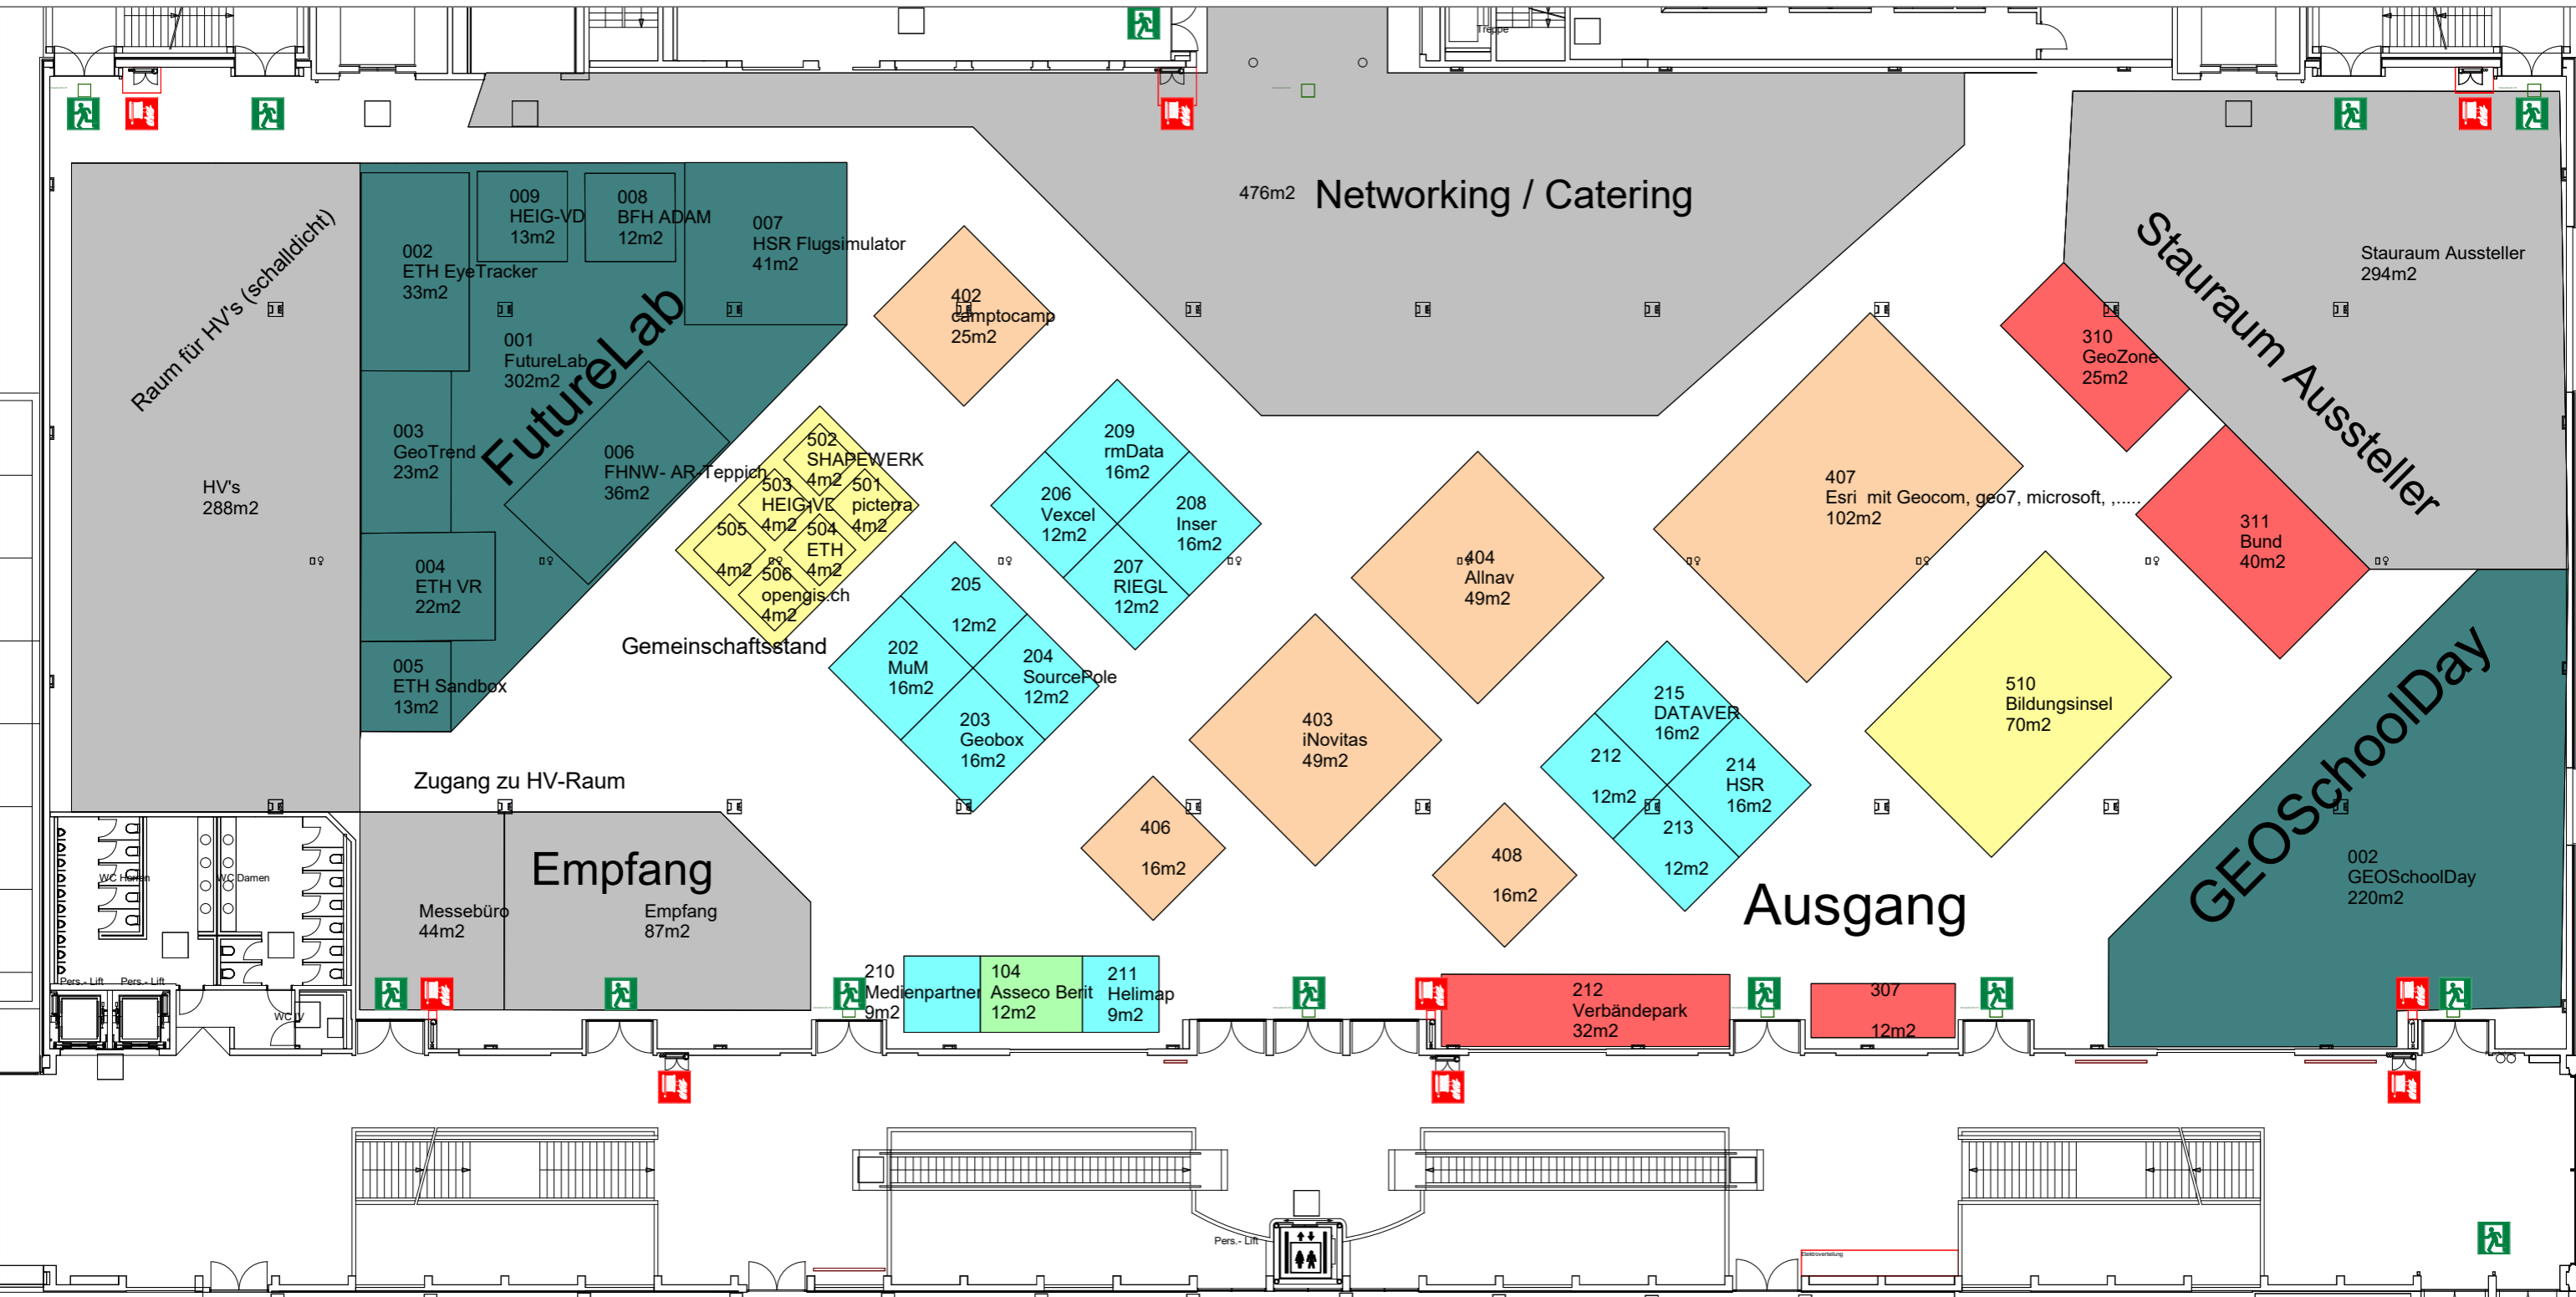 Treppe
Raum für HV's (schalldicht)
HV's
288m2
002
ETH EyeTracker
33m2
009
HEIG-VD
13m2
008
BFH ADAM
12m2
007
HSR Flugsimulator
41m2
001
FutureLab
302m2
FutureLab
003
GeoTrend
23m2
006
FHNW- AR-Teppich
36m2
004
ETH VR
22m2
005
ETH Sandbox
13m2
402
camptocamp
25m2
476m2
Networking / Catering
Stauraum Aussteller
294m2
Stauraum Aussteller
310
GeoZone
25m2
311
Bund
40m2
502
SHAPEWERK
4m2
503
HEIG-VD
4m2
501
picterra
4m2
505
4m2
504
ETH
4m2
506
opengis.ch
4m2
Gemeinschaftsstand
209
rmData
16m2
206
Vexcel
12m2
208
Inser
16m2
207
RIEGL
12m2
205
12m2
202
MuM
16m2
204
SourcePole
12m2
203
Geobox
16m2
404
Allnav
49m2
407
Esri  mit Geocom, geo7, microsoft, ,.....
102m2
403
iNovitas
49m2
406
16m2
408
16m2
215
DATAVER
16m2
212
12m2
214
HSR
16m2
213
12m2
510
Bildungsinsel
70m2
GEOSchoolDay
002
GEOSchoolDay
220m2
Zugang zu HV-Raum
Empfang
Messebüro
44m2
Empfang
87m2
Ausgang
WC Herren
WC Damen
Pers.- Lift
Pers.- Lift
WC IV
210
Medienpartner
9m2
104
Asseco Berit
12m2
211
Helimap
9m2
212
Verbändepark
32m2
307
12m2
Pers.- Lift
Elektroverteilung